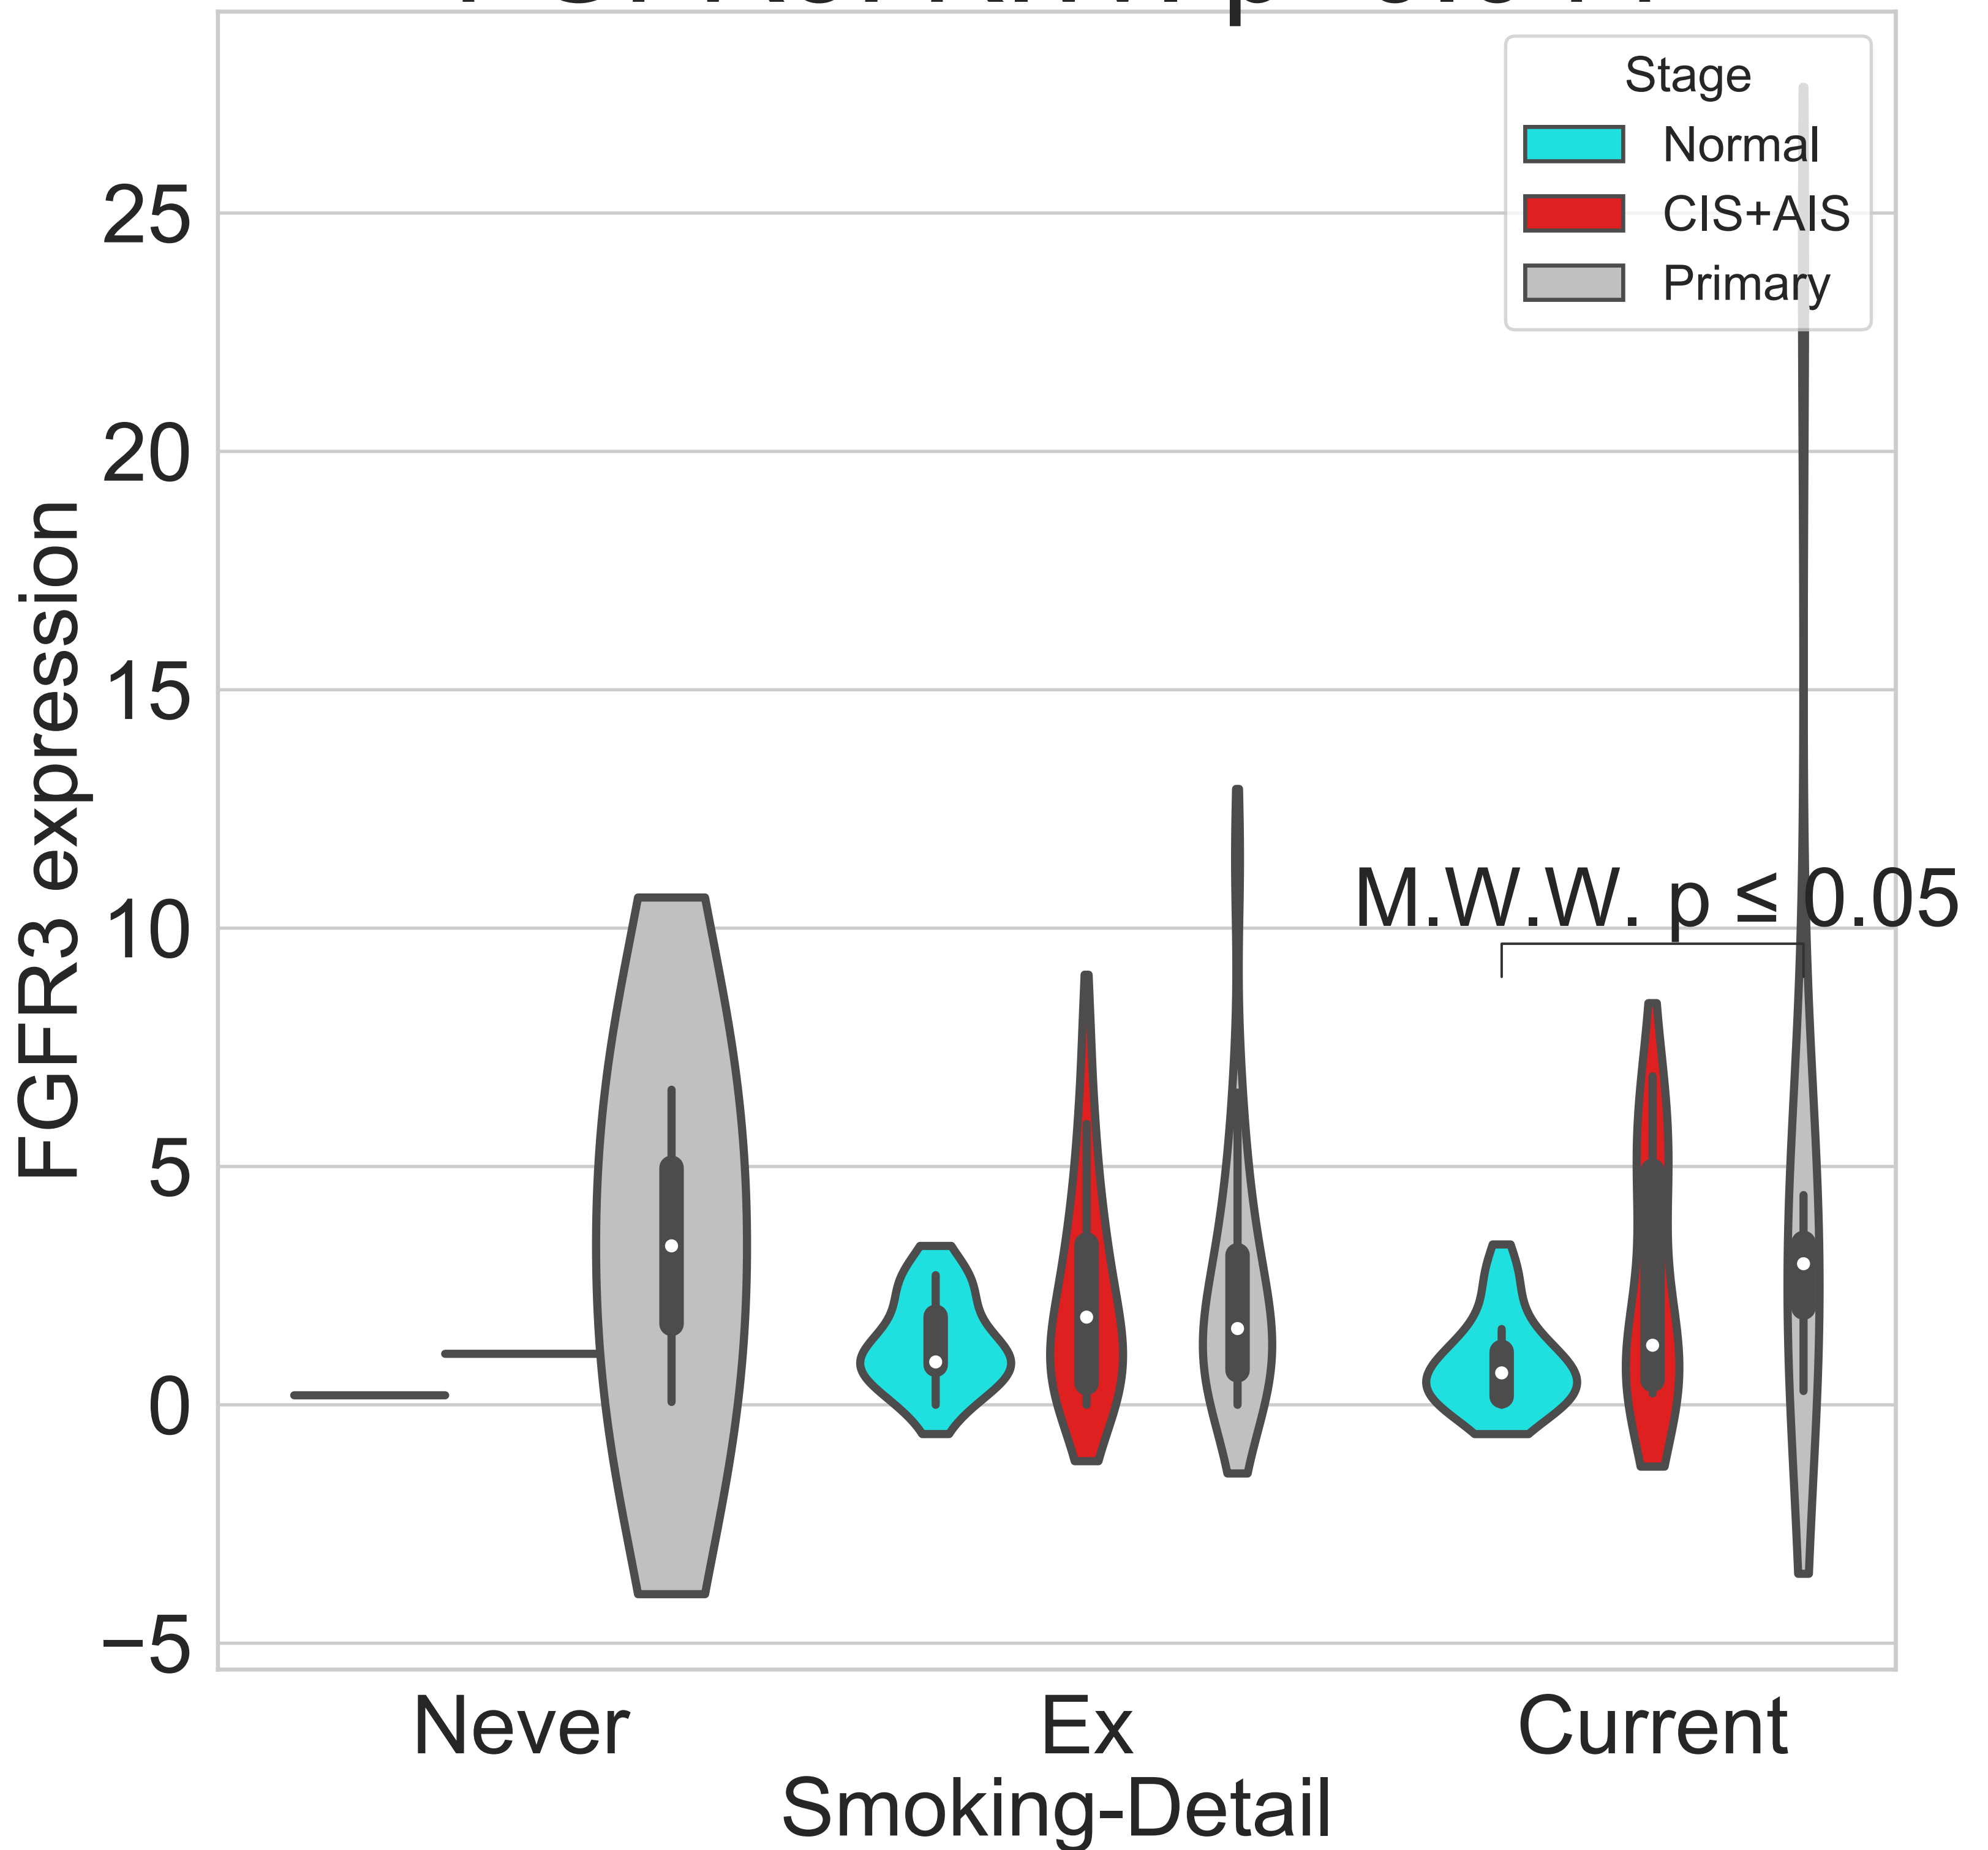 Stage
Normal
CIS+AIS
Primary
25
20
15
10
5
0
−5
FGFR3 expression
M.W.W. p ≤ 0.05
Never
Ex
Current
Smoking-Detail